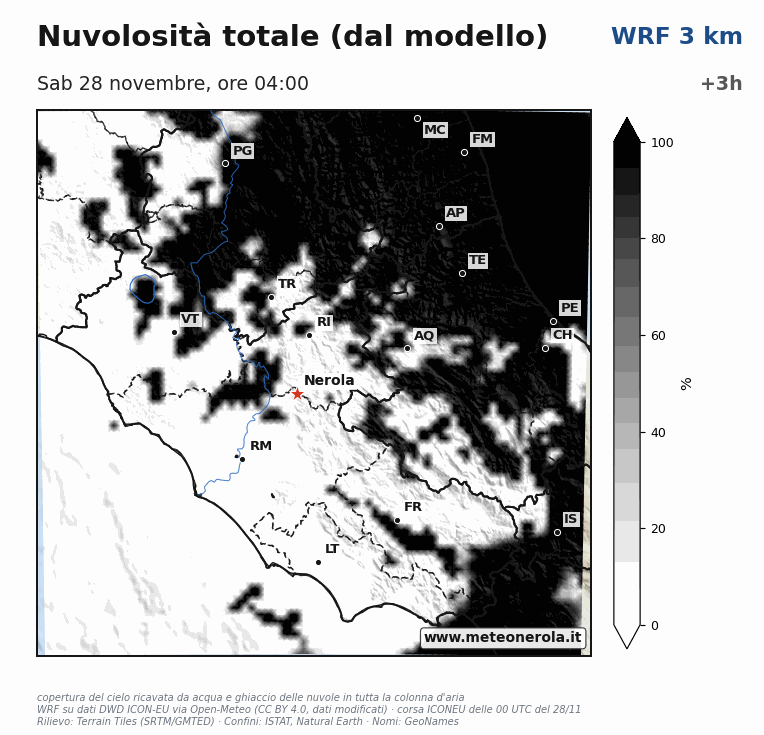 Nuvolosità totale (dal modello)
WRF 3 km
Sab 28 novembre, ore 04:00
+3h
MC
FM
PG
AP
TE
TR
PE
VT
RI
AQ
CH
Nerola
RM
FR
IS
LT
www.meteonerola.it
100
80
60
40
20
0
%
copertura del cielo ricavata da acqua e ghiaccio delle nuvole in tutta la colonna d'aria
WRF su dati DWD ICON-EU via Open-Meteo (CC BY 4.0, dati modificati) · corsa ICONEU delle 00 UTC del 28/11
Rilievo: Terrain Tiles (SRTM/GMTED) · Confini: ISTAT, Natural Earth · Nomi: GeoNames